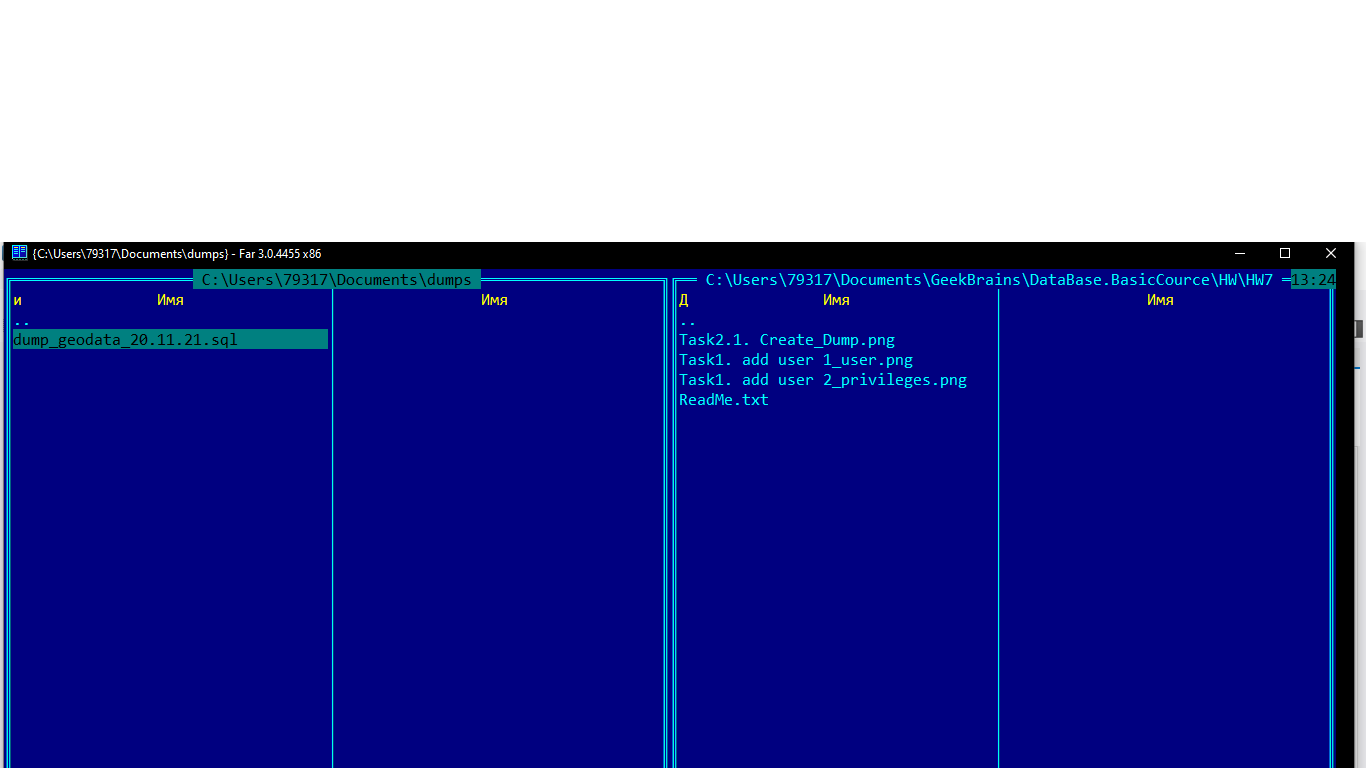 {C:\Users\79317\Documents\dumps} - Far 3.0.4455 x86
C:\Users\79317\Documents\dumps
и Имя Имя
..
dump_geodata_20.11.21.sql
C:\Users\79317\Documents\GeekBrains\DataBase.BasicCource\HW\HW7 13:24
Д Имя Имя
..
Task2.1. Create_Dump.png
Task1. add user 1_user.png
Task1. add user 2_privileges.png
ReadMe.txt